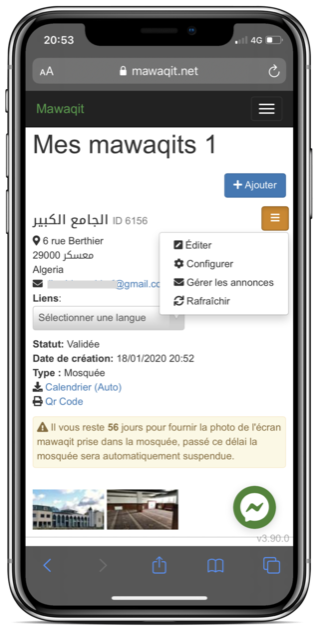 20:53
4G
AA
mawaqit.net
Mawaqit
Mes mawaqits 1
Ajouter
الجامع الكبير ID 6156
6 rue Berthier
29000 معسكر
Algeria
@gmail.co
Liens:
Sélectionner une langue
Éditer
Configurer
Gérer les annonces
Rafraîchir
Statut: Validée
Date de création: 18/01/2020 20:52
Type : Mosquée
Calendrier (Auto)
Qr Code
Il vous reste 56 jours pour fournir la photo de l'écran
mawaqit prise dans la mosquée, passé ce délai la
mosquée sera automatiquement suspendue.
v3.90.0